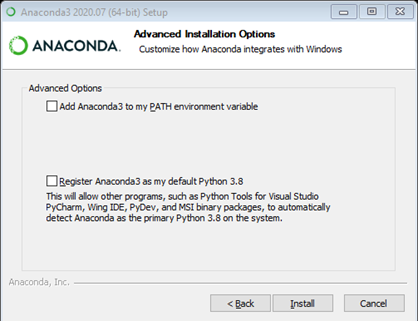 Anaconda3 2020.07 (64-bit) Setup
ANACONDA.
Advanced Installation Options
Customize how Anaconda integrates with Windows
Advanced Options
Add Anaconda3 to my PATH environment variable
Register Anaconda3 as my default Python 3.8
This will allow other programs, such as Python Tools for Visual Studio
PyCharm, Wing IDE, PyDev, and MSI binary packages, to automatically
detect Anaconda as the primary Python 3.8 on the system.
Anaconda, Inc.
< Back
Install
Cancel